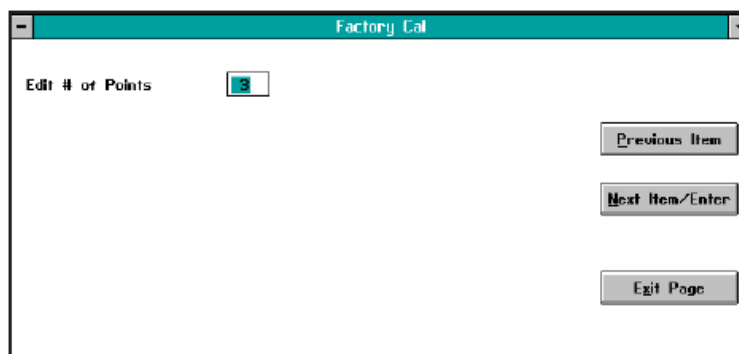 Factory Cal
Edit # of Points 3
Previous Item
Next Item/Enter
Exit Page